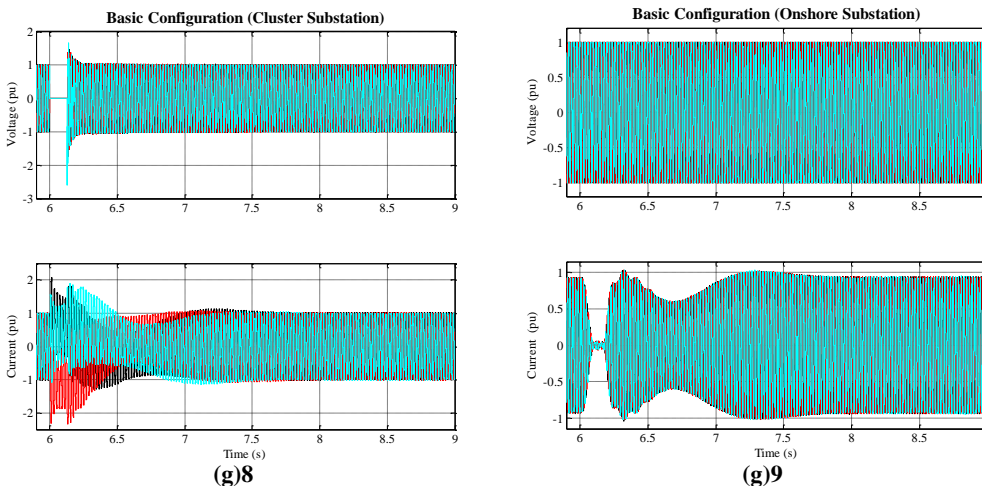 Basic Configuration (Cluster Substation)
2
1
0
-1
-2
-3
Voltage (pu)
6 6.5 7 7.5 8 8.5 9
2
1
0
-1
-2
Current (pu)
6 6.5 7 7.5 8 8.5 9
Time (s)
(g)8
Basic Configuration (Onshore Substation)
1
0.5
0
-0.5
-1
Voltage (pu)
6 6.5 7 7.5 8 8.5
1
0.5
0
-0.5
-1
Current (pu)
6 6.5 7 7.5 8 8.5
Time (s)
(g)9